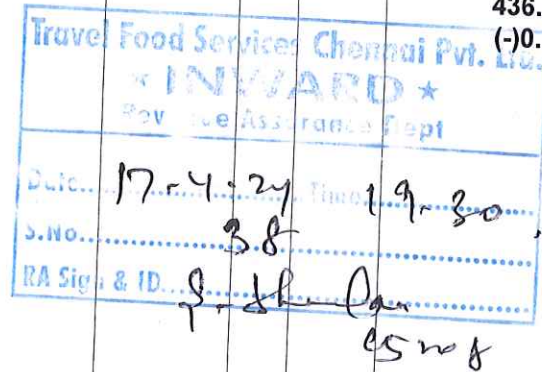 436.
(-)0.
Travel Food Services Chennai Pvt. Ltd.
★ INWARD ★
Revenue Assurance Dept
Date 17-4-24 Time 19-30
S.No. 38
RA Sign & ID